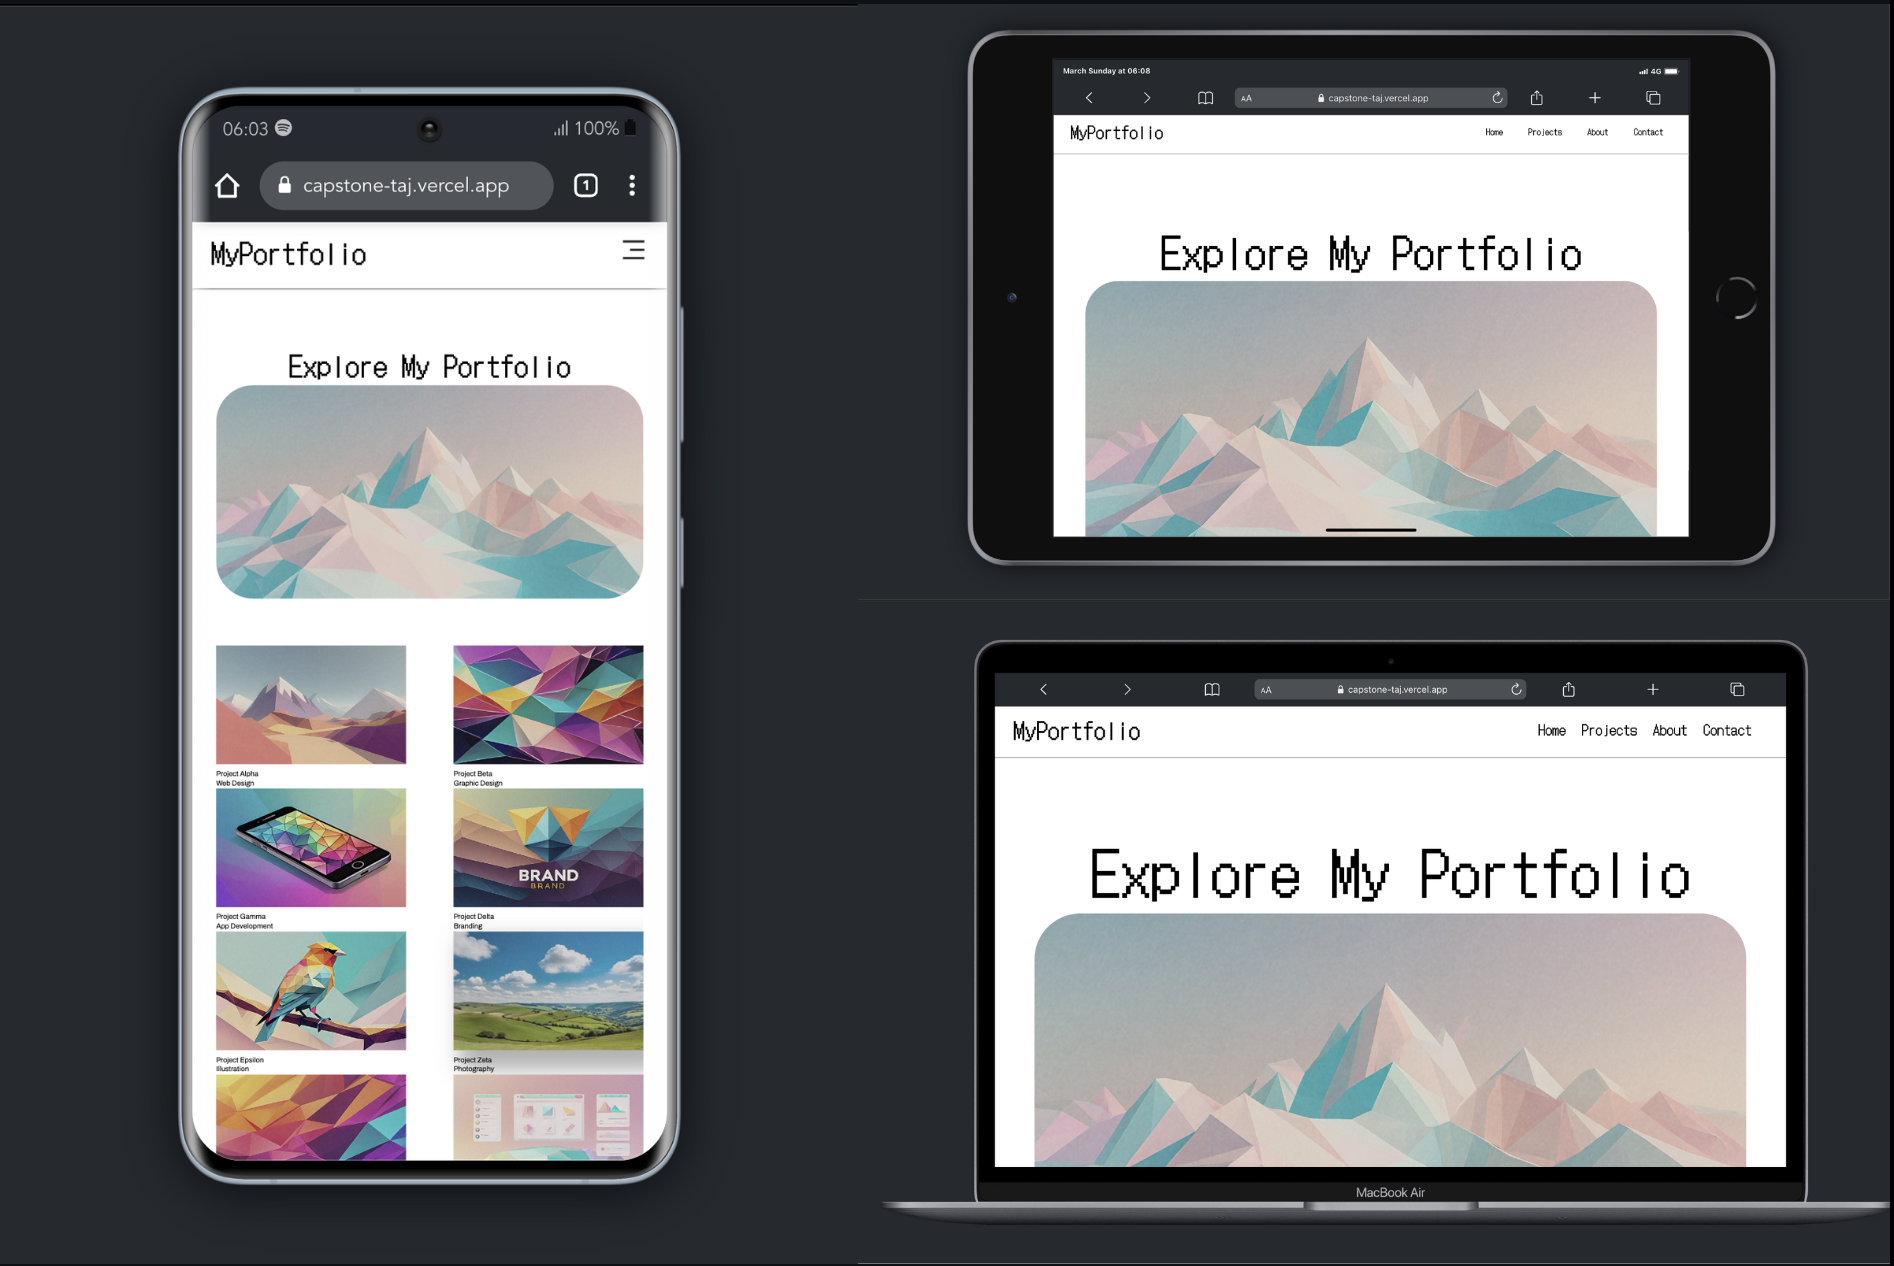 06:03
100%
capstone-taj.vercel.app
1
MyPortfolio
Explore My Portfolio
Project Alpha
Web Design
Project Beta
Graphic Design
BRAND
BRAND
Project Gamma
App Development
Project Delta
Branding
Project Epsilon
Illustration
Project Zeta
Photography
March Sunday at 06:08
4G
AA
capstone-taj.vercel.app
MyPortfolio
Home Projects About Contact
Explore My Portfolio
AA
capstone-taj.vercel.app
MyPortfolio
Home Projects About Contact
Explore My Portfolio
MacBook Air